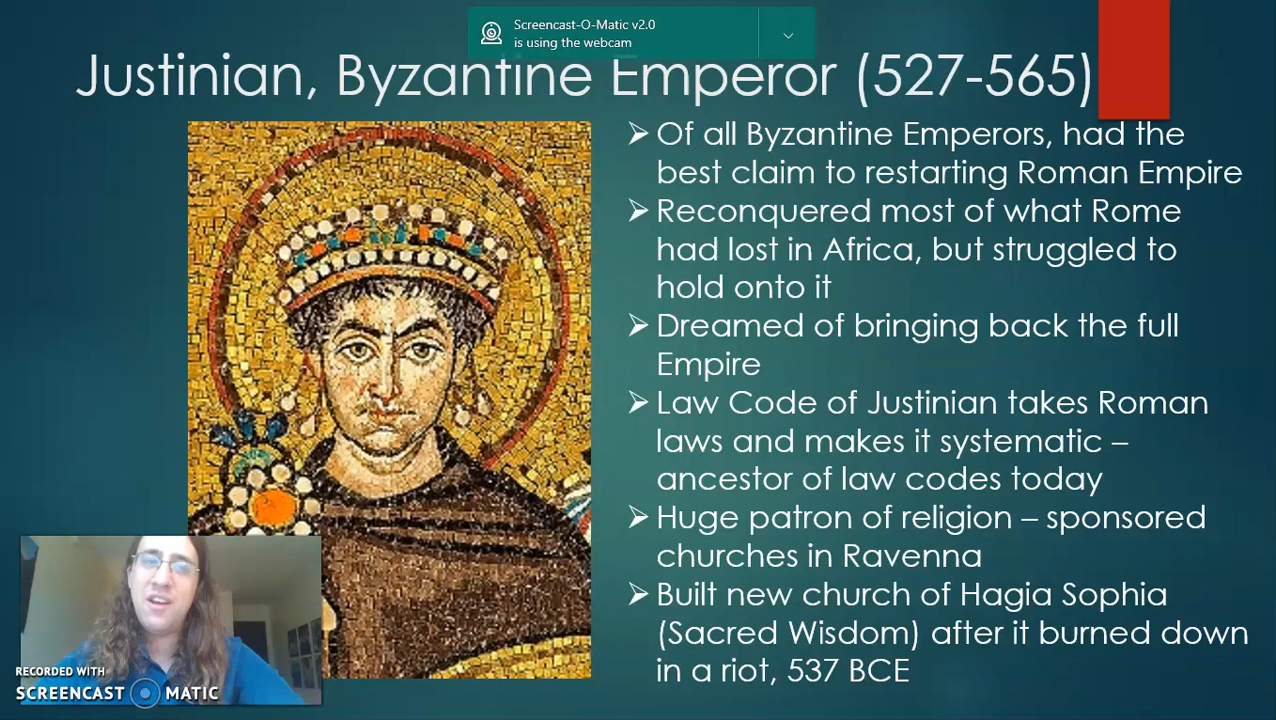 Screencast-O-Matic v2.0
is using the webcam
Justinian, Byzantine Emperor (527-565)
Of all Byzantine Emperors, had the
best claim to restarting Roman Empire
Reconquered most of what Rome
had lost in Africa, but struggled to
hold onto it
Dreamed of bringing back the full
Empire
Law Code of Justinian takes Roman
laws and makes it systematic –
ancestor of law codes today
Huge patron of religion – sponsored
churches in Ravenna
Built new church of Hagia Sophia
(Sacred Wisdom) after it burned down
in a riot, 537 BCE
RECORDED WITH
SCREENCAST MATIC